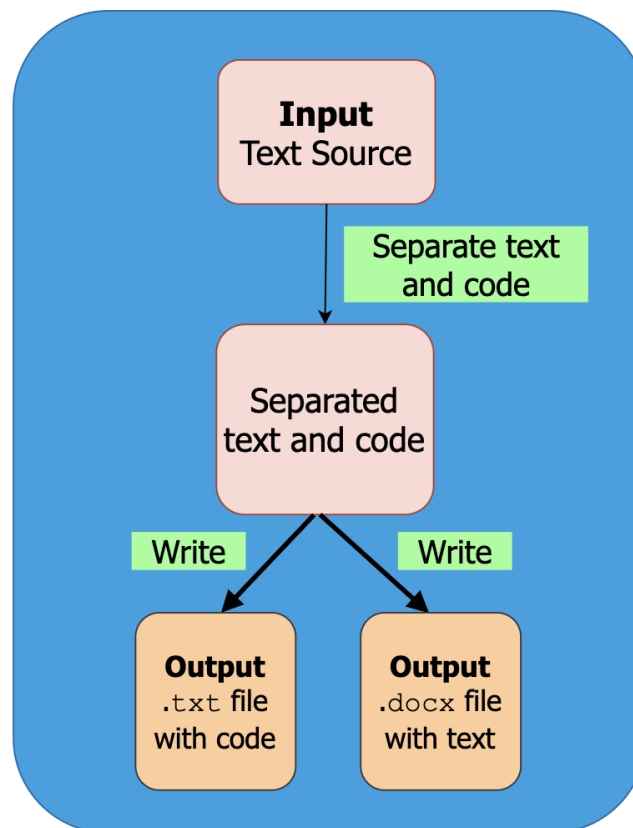 Input
Text Source
Separate text
and code
Separated
text and code
Write
Write
Output
.txt file
with code
Output
.docx file
with text